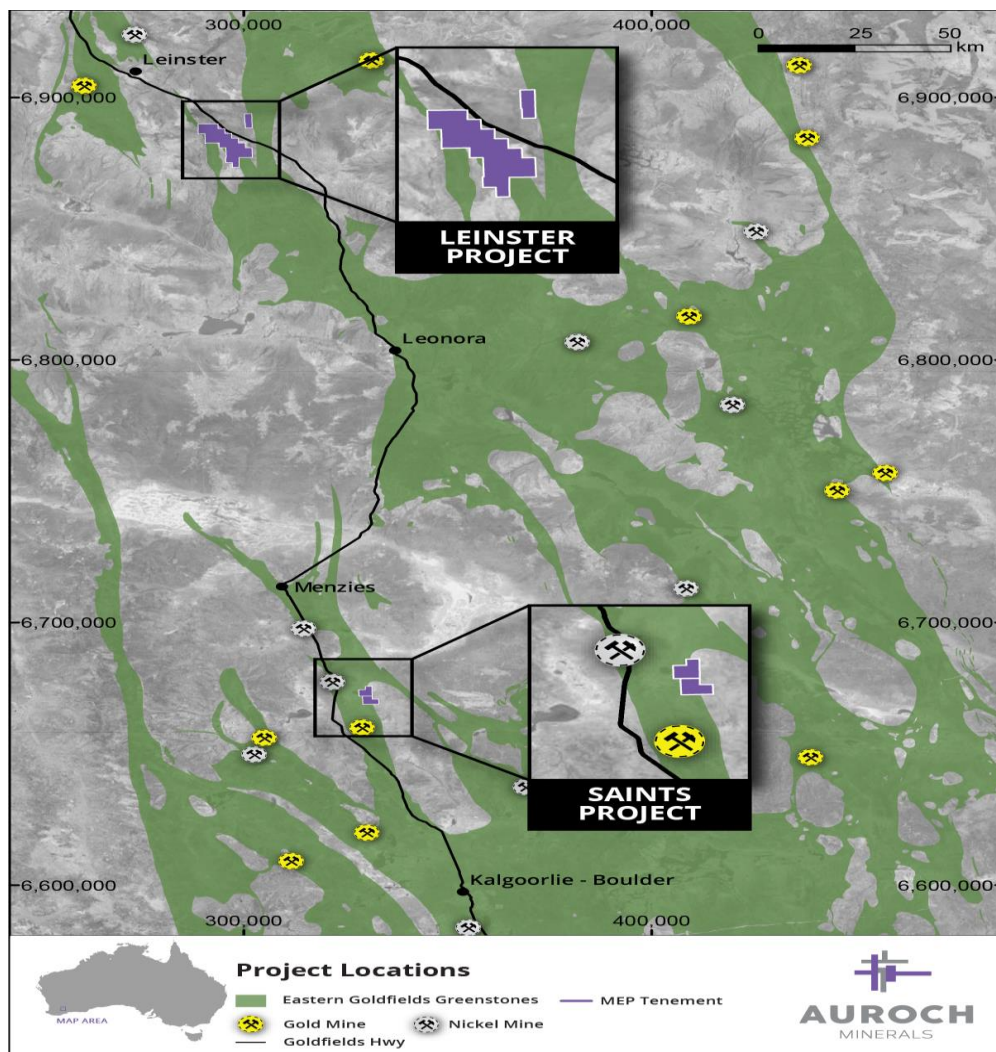 300,000
400,000
0
25
50
km
Leinster
6,900,000
6,900,000
LEINSTER
PROJECT
Leonora
6,800,000
6,800,000
Menzies
6,700,000
6,700,000
SAINTS
PROJECT
Kalgoorlie - Boulder
6,600,000
6,600,000
300,000
400,000
MAP AREA
Project Locations
Eastern Goldfields Greenstones
MEP Tenement
Gold Mine
Nickel Mine
Goldfields Hwy
AUROCH
MINERALS